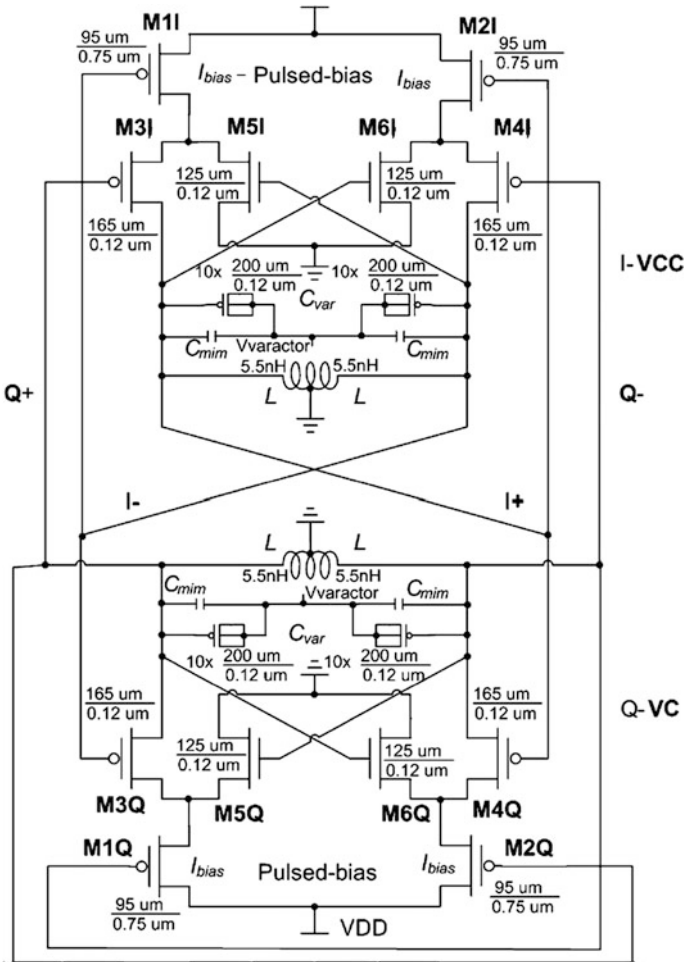 M1I M2I
95 um 95 um
0.75 um 0.75 um
Ibias - Pulsed-bias Ibias
M3I M5I M6I M4I
125 um 125 um
0.12 um 0.12 um
165 um 165 um
0.12 um 0.12 um
I-VCC
10x 200 um 10x 200 um
0.12 um 0.12 um
Cvar
Cmim Vvaractor Cmim
5.5nH 5.5nH
Q+ L L Q-
I- I+
L L
5.5nH 5.5nH
Cmim Vvaractor Cmim
Cvar
10x 200 um 10x 200 um
0.12 um 0.12 um
165 um 165 um
0.12 um 0.12 um
Q-VC
125 um 125 um
0.12 um 0.12 um
M3Q M5Q M6Q M4Q
M1Q M2Q
Ibias Pulsed-bias Ibias
95 um 95 um
0.75 um 0.75 um
VDD